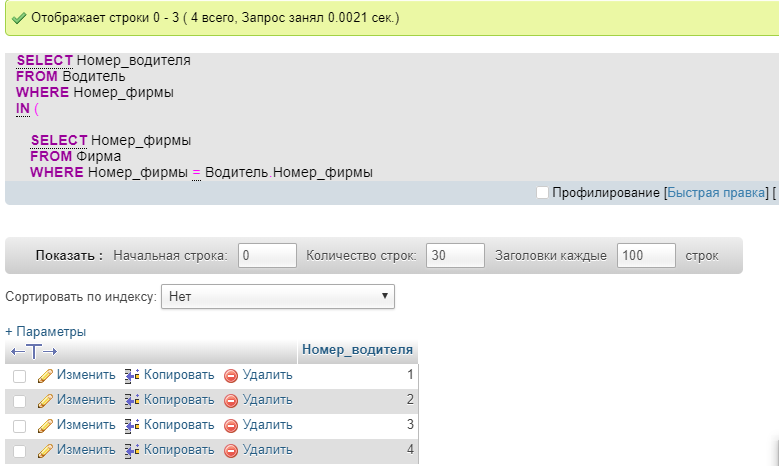 Отображает строки 0 - 3 ( 4 всего, Запрос занял 0.0021 сек.)
SELECT Номер_водителя
FROM Водитель
WHERE Номер_фирмы
IN (
SELECT Номер_фирмы
FROM Фирма
WHERE Номер_фирмы = Водитель.Номер_фирмы
Профилирование [Быстрая правка] [
Показать : Начальная строка: 0 Количество строк: 30 Заголовки каждые 100 строк
Сортировать по индексу: Нет
+ Параметры
←T→ Номер_водителя
Изменить Копировать Удалить 1
Изменить Копировать Удалить 2
Изменить Копировать Удалить 3
Изменить Копировать Удалить 4